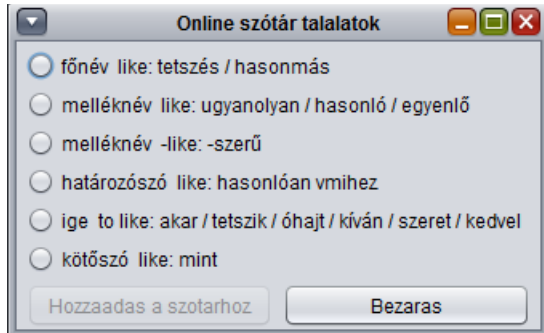 Online szótár talalatok
főnév like: tetszés / hasonmás
melléknév like: ugyanolyan / hasonló / egyenlő
melléknév -like: -szerű
határozószó like: hasonlóan vmihez
ige to like: akar / tetszik / óhajt / kíván / szeret / kedvel
kötőszó like: mint
Hozzaadas a szotarhoz Bezaras